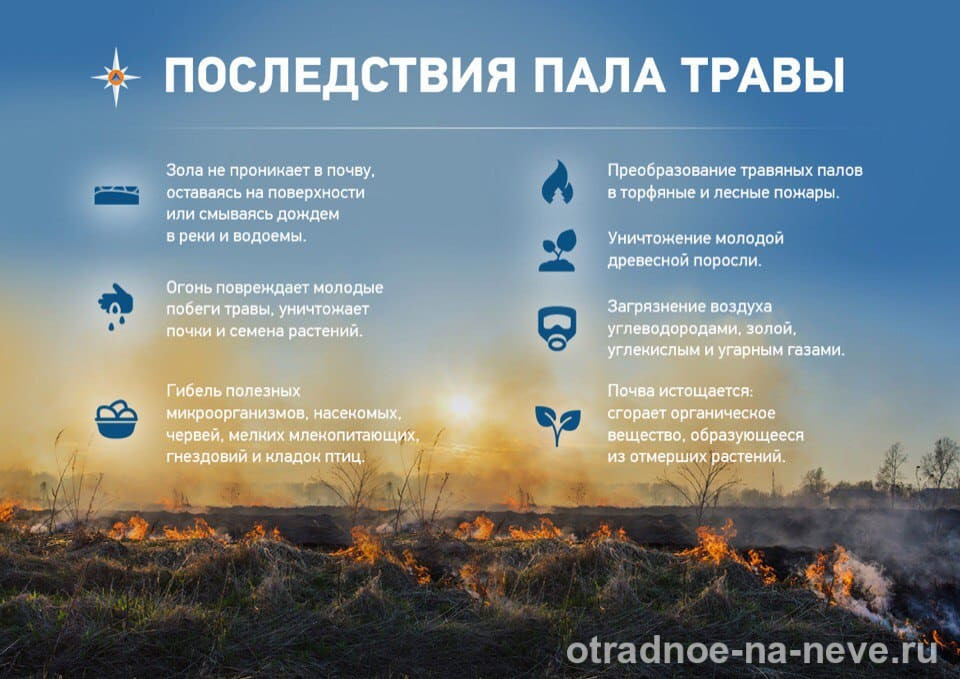 ПОСЛЕДСТВИЯ ПАЛА ТРАВЫ
Зола не проникает в почву,
оставаясь на поверхности
или смываясь дождем
в реки и водоемы.
Огонь повреждает молодые
побеги травы, уничтожает
почки и семена растений.
Гибель полезных
микроорганизмов, насекомых,
червей, мелких млекопитающих,
гнездовий и кладок птиц.
Преобразование травяных палов
в торфяные и лесные пожары.
Уничтожение молодой
древесной поросли.
Загрязнение воздуха
углеводородами, золой,
углекислым и угарным газами.
Почва истощается:
сгорает органическое
вещество, образующееся
из отмерших растений.
otradnoe-na-neve.ru